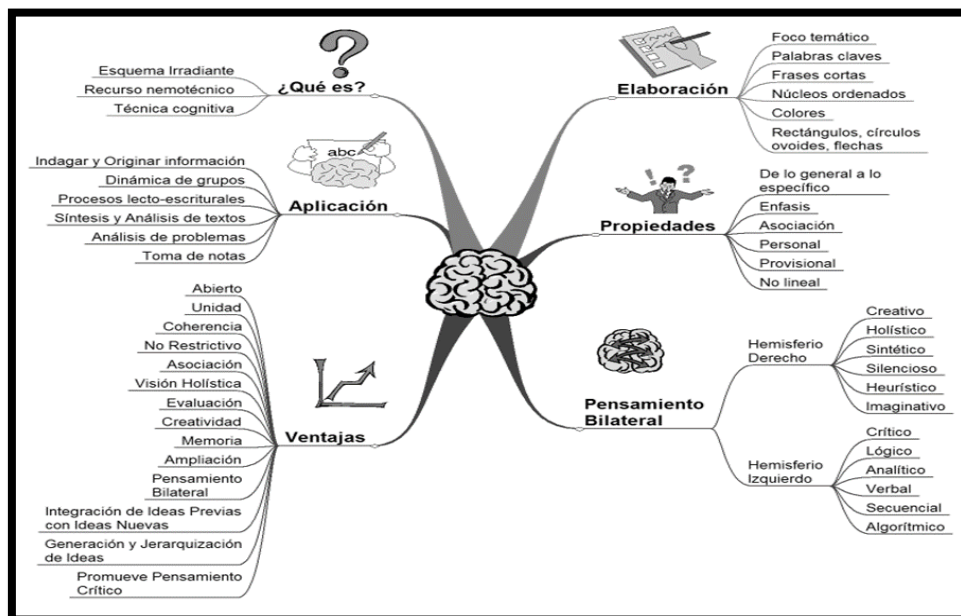 ¿Qué es?
Esquema Irradiante
Recurso nemotécnico
Técnica cognitiva
abc
Aplicación
Indagar y Originar información
Dinámica de grupos
Procesos lecto-escriturales
Síntesis y Análisis de textos
Análisis de problemas
Toma de notas
Ventajas
Abierto
Unidad
Coherencia
No Restrictivo
Asociación
Visión Holística
Evaluación
Creatividad
Memoria
Ampliación
Pensamiento
Bilateral
Integración de Ideas Previas
con Ideas Nuevas
Generación y Jerarquización
de Ideas
Promueve Pensamiento
Crítico
Elaboración
Foco temático
Palabras claves
Frases cortas
Núcleos ordenados
Colores
Rectángulos, círculos
ovoides, flechas
! ?
Propiedades
De lo general a lo
específico
Enfasis
Asociación
Personal
Provisional
No lineal
Pensamiento
Bilateral
Hemisferio
Derecho
Creativo
Holístico
Sintético
Silencioso
Heurístico
Imaginativo
Hemisferio
Izquierdo
Crítico
Lógico
Analítico
Verbal
Secuencial
Algorítmico